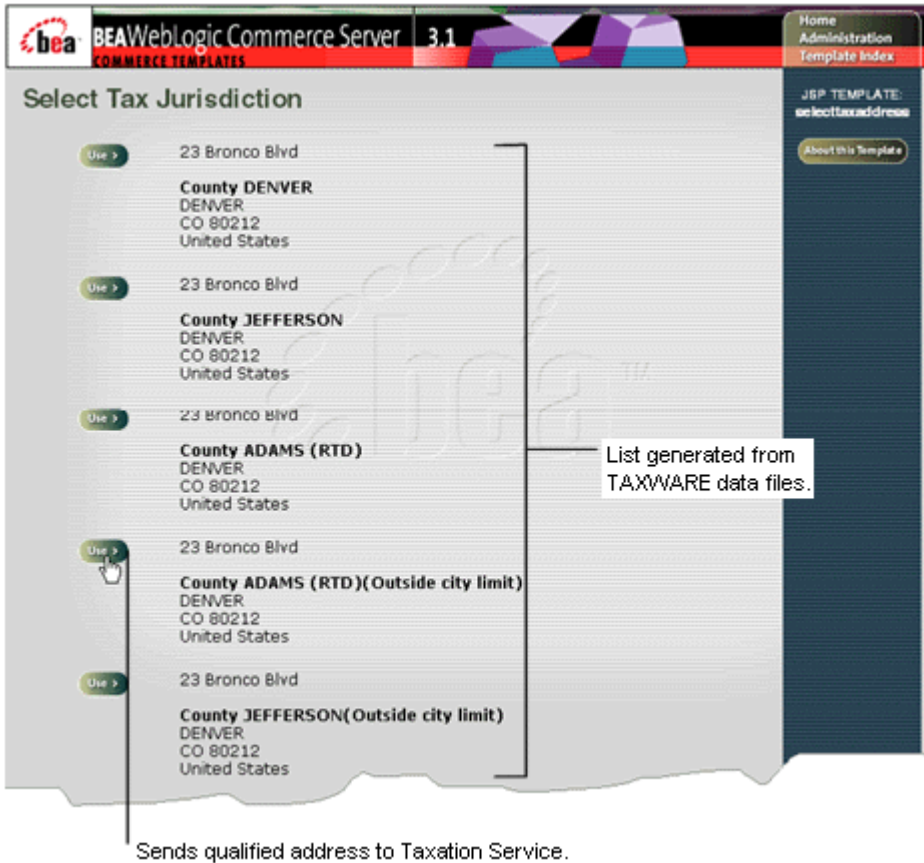 bea
BEAWebLogic Commerce Server 3.1
COMMERCE TEMPLATES
Home
Administration
Template Index
Select Tax Jurisdiction
JSP TEMPLATE:
selecttaxaddress
About this Template
Use >
23 Bronco Blvd
County DENVER
DENVER
CO 80212
United States
Use >
23 Bronco Blvd
County JEFFERSON
DENVER
CO 80212
United States
Use >
23 Bronco Blvd
County ADAMS (RTD)
DENVER
CO 80212
United States
Use >
23 Bronco Blvd
County ADAMS (RTD)(Outside city limit)
DENVER
CO 80212
United States
Use >
23 Bronco Blvd
County JEFFERSON(Outside city limit)
DENVER
CO 80212
United States
bea TM
List generated from
TAXWARE data files.
Sends qualified address to Taxation Service.